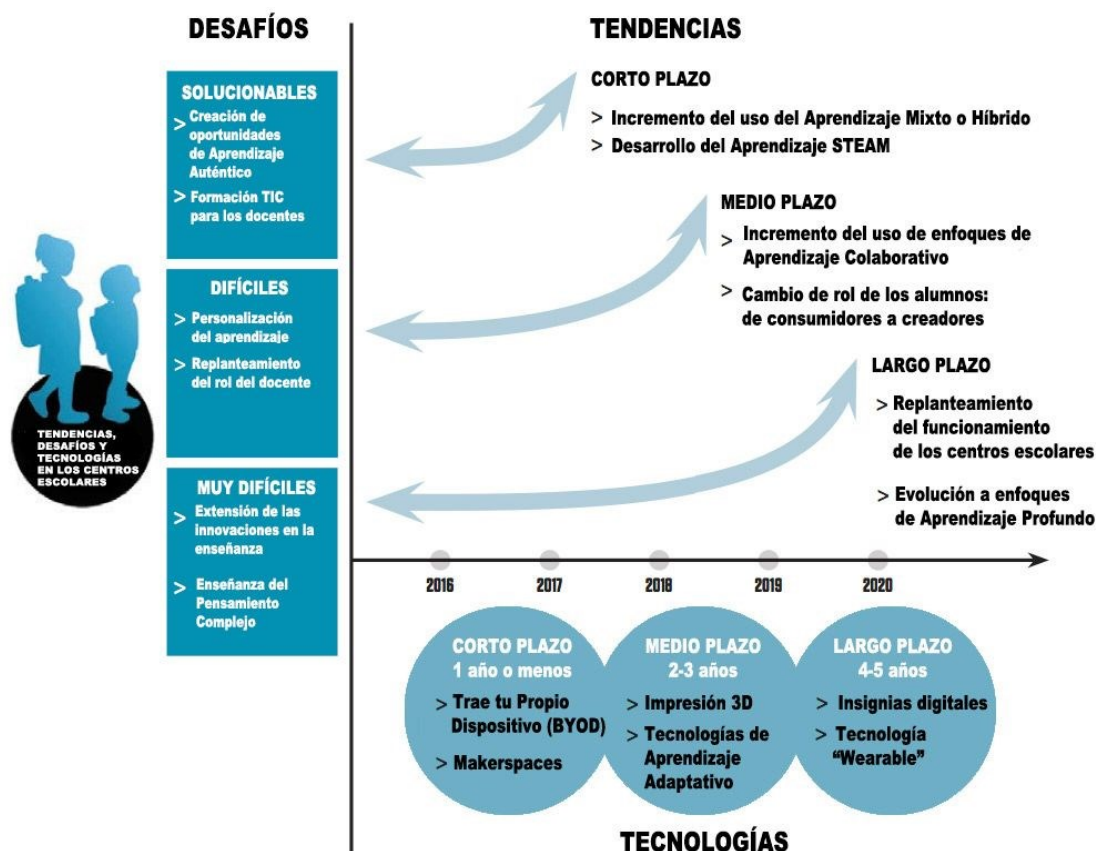 DESAFÍOS
SOLUCIONABLES
> Creación de
oportunidades
de Aprendizaje
Auténtico
> Formación TIC
para los docentes
DIFÍCILES
> Personalización
del aprendizaje
> Replanteamiento
del rol del docente
MUY DIFÍCILES
> Extensión de las
innovaciones en la
enseñanza
> Enseñanza del
Pensamiento
Complejo
TENDENCIAS,
DESAFÍOS Y
TECNOLOGÍAS
EN LOS CENTROS
ESCOLARES
TENDENCIAS
CORTO PLAZO
> Incremento del uso del Aprendizaje Mixto o Híbrido
> Desarrollo del Aprendizaje STEAM
MEDIO PLAZO
> Incremento del uso de enfoques de
Aprendizaje Colaborativo
> Cambio de rol de los alumnos:
de consumidores a creadores
LARGO PLAZO
> Replanteamiento
del funcionamiento
de los centros escolares
> Evolución a enfoques
de Aprendizaje Profundo
2016 2017 2018 2019 2020
CORTO PLAZO
1 año o menos
> Trae tu Propio
Dispositivo (BYOD)
> Makerspaces
MEDIO PLAZO
2-3 años
> Impresión 3D
> Tecnologías de
Aprendizaje
Adaptativo
LARGO PLAZO
4-5 años
> Insignias digitales
> Tecnología
“Wearable”
TECNOLOGÍAS